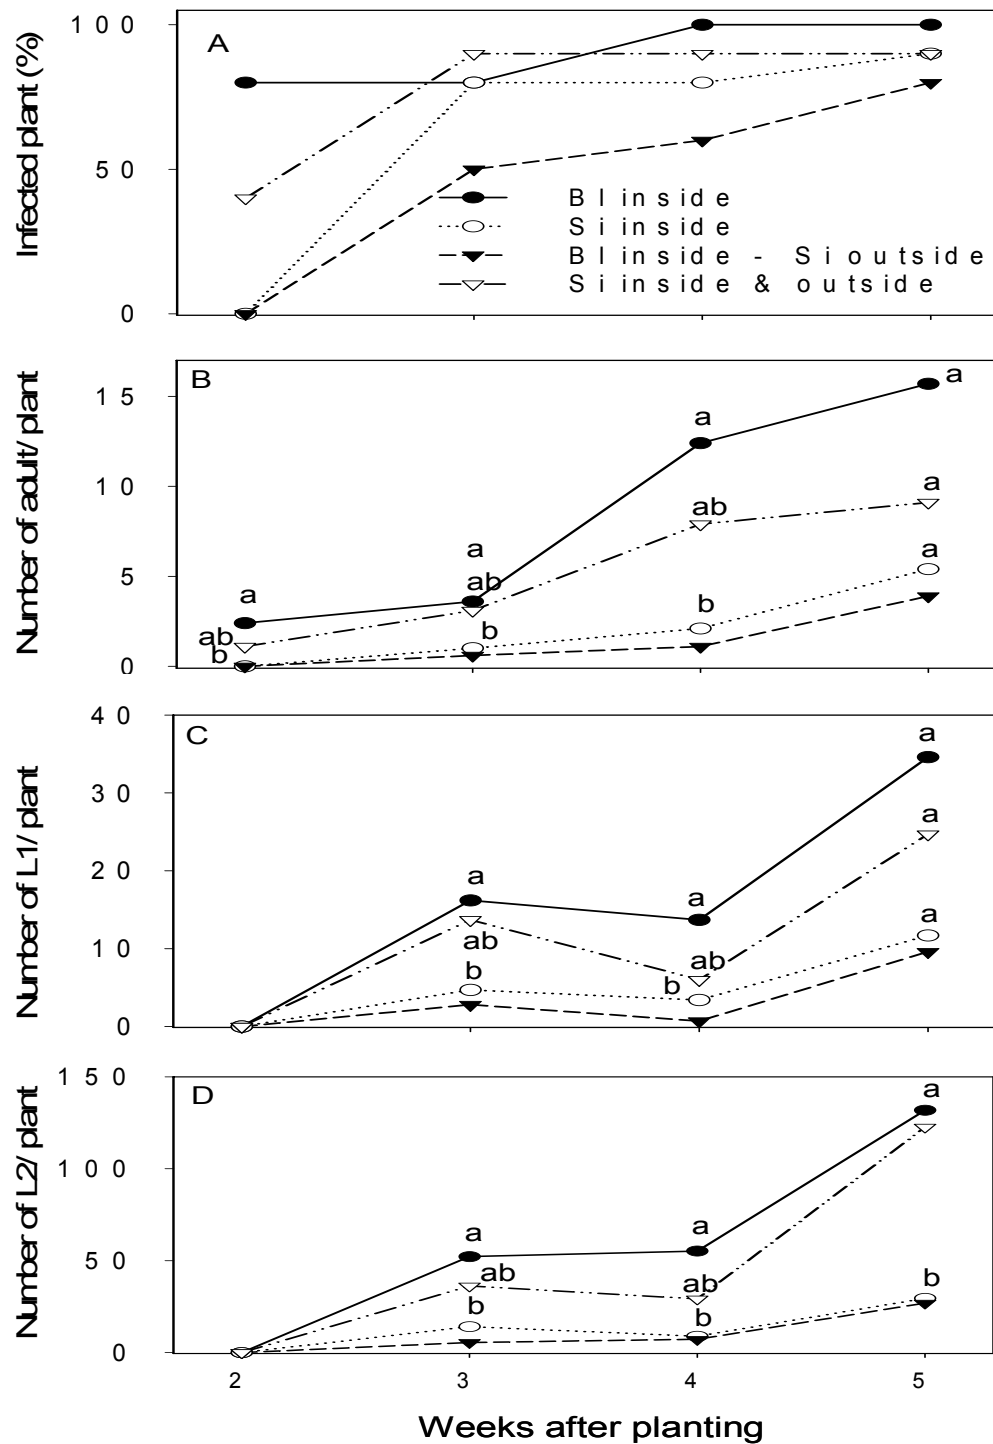 Infected plant (%)
100
50
0
A
Bl inside
Si inside
Bl inside - Si outside
Si inside & outside
Number of adult/ plant
15
10
5
0
B
a
a
a
a
ab
ab
ab
a
b
b
b
a
Number of L1/ plant
40
30
20
10
0
C
a
a
a
ab
ab
a
b
b
a
Number of L2/ plant
150
100
50
0
D
a
a
a
ab
ab
b
b
b
2
3
4
5
Weeks after planting